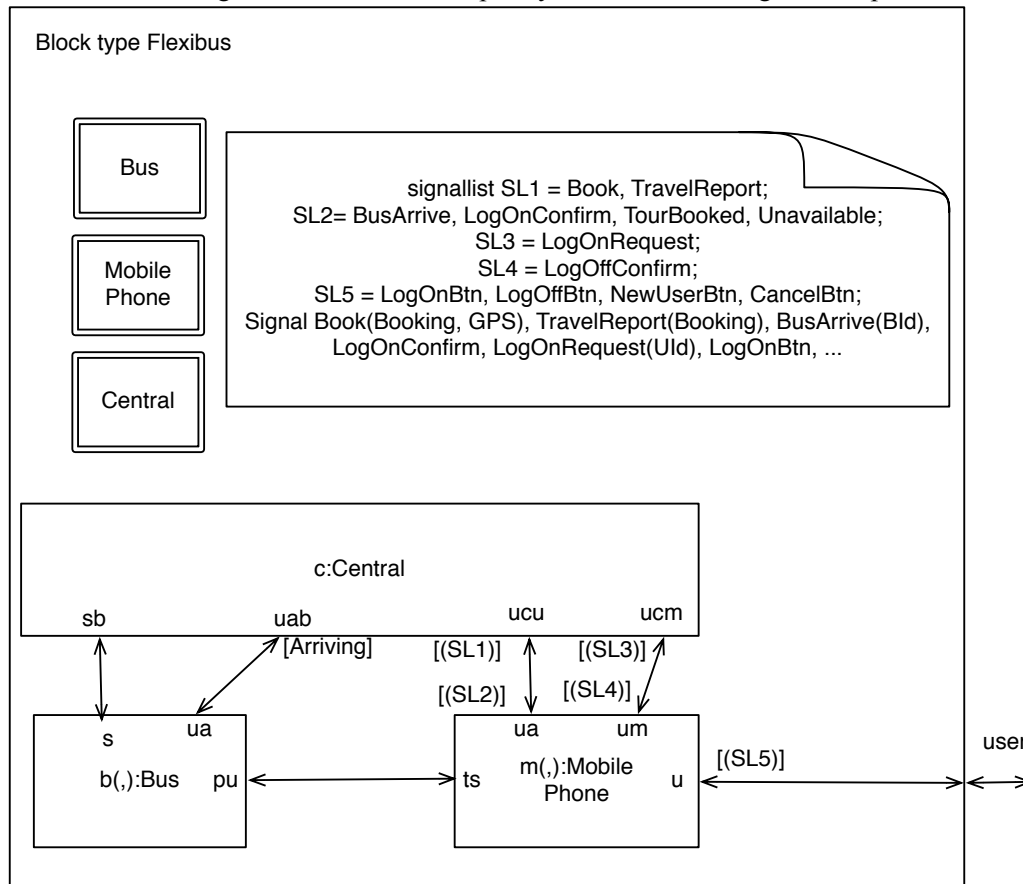 Block type Flexibus
Bus
Mobile
Phone
Central
signallist SL1 = Book, TravelReport;
SL2= BusArrive, LogOnConfirm, TourBooked, Unavailable;
SL3 = LogOnRequest;
SL4 = LogOffConfirm;
SL5 = LogOnBtn, LogOffBtn, NewUserBtn, CancelBtn;
Signal Book(Booking, GPS), TravelReport(Booking), BusArrive(BId),
LogOnConfirm, LogOnRequest(UId), LogOnBtn, ...
c:Central
sb
uab
ucu
ucm
[Arriving]
[(SL1)]
[(SL3)]
[(SL2)]
[(SL4)]
s
ua
ua
um
user
b(,):Bus
pu
ts
m(,):Mobile
Phone
u
[(SL5)]